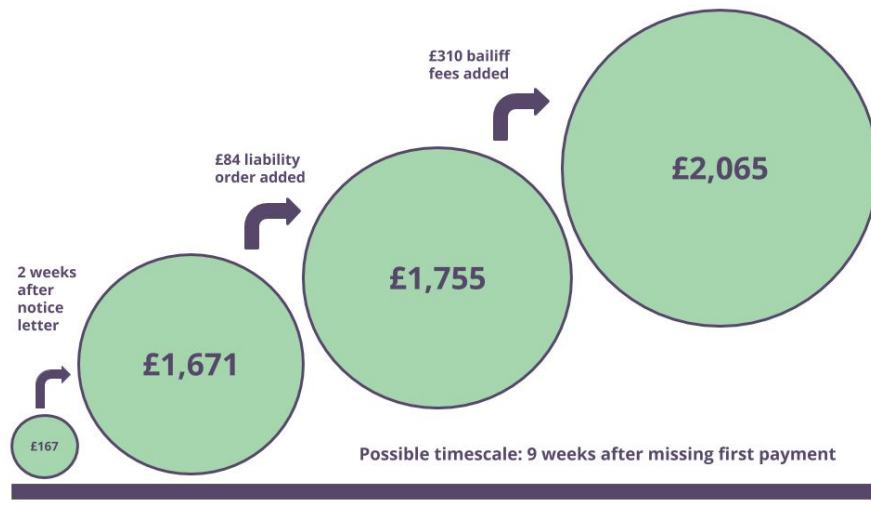 £310 bailiff
fees added
£2,065
£84 liability
order added
£1,755
2 weeks
after
notice
letter
£1,671
£167
Possible timescale: 9 weeks after missing first payment